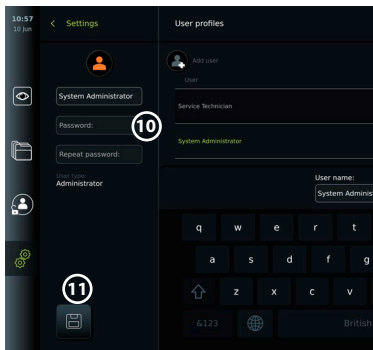 10:57
10 Jun
Settings
User profiles
Add user
User
System Administrator
Service Technician
Password:
10
System Administrator
Repeat password:
User type:
Administrator
User name:
System Adminis
q w e r t
a s d f g
11
z x c v
&123
British